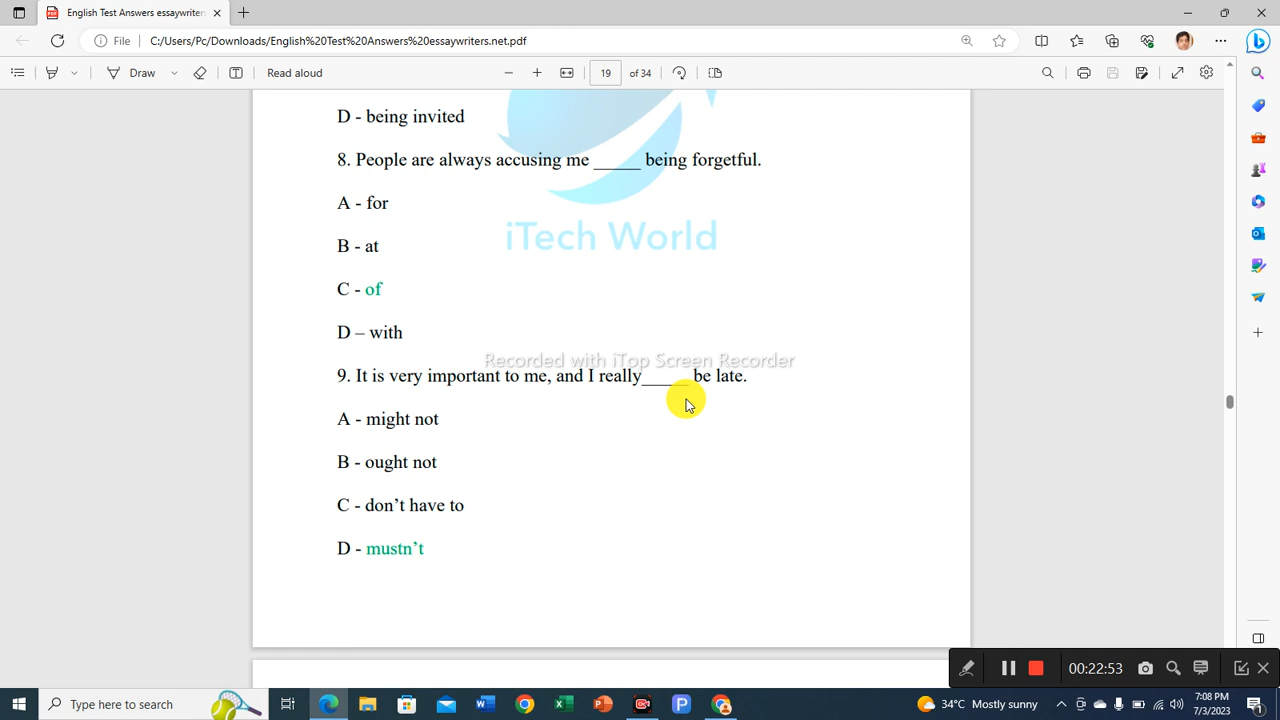 English Test Answers essaywriters
File
C:/Users/Pc/Downloads/English%20Test%20Answers%20essaywriters.net.pdf
Draw
Read aloud
19
of 34
D - being invited
8. People are always accusing me _____ being forgetful.
A - for
B - at
iTech World
C - of
D – with
Recorded with iTop Screen Recorder
9. It is very important to me, and I really_____ be late.
A - might not
B - ought not
C - don’t have to
D - mustn’t
00:22:53
Type here to search
34°C Mostly sunny
7:08 PM
7/3/2023